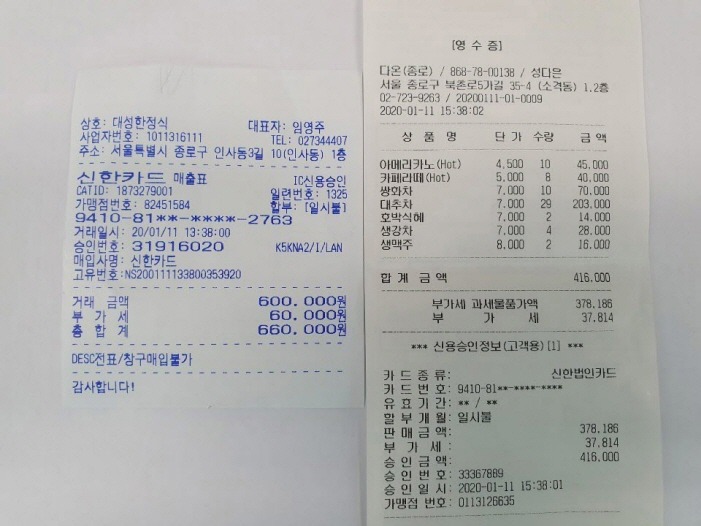 상호: 대성한정식
대표자: 임영주
사업자번호: 1011316111
TEL: 027344407
주소: 서울특별시 종로구 인사동3길 10(인사동) 1층
신한카드 매출표
IC신용승인
CATID: 1873279001
일련번호: 1325
가맹점번호: 82451584
할부: [일시불]
9410-81**-****-2763
거래일시: 20/01/11 13:38:00
승인번호: 31916020
K5KNA2/I/LAN
매입사명: 신한카드
고유번호:NS200111133800353920
거래 금액 600.000원
부 가 세 60.000원
총 합계 660.000원
DESC전표/창구매입불가
감사합니다!
[영 수 증]
다온(종로) / 868-78-00138 / 성다은
서울 종로구 북촌로5가길 35-4 (소격동) 1.2층
02-723-9263 / 20200111-01-0009
2020-01-11 15:38:02
상 품 명 단 가 수량 금 액
아메리카노(Hot) 4,500 10 45,000
카페라떼(Hot) 5,000 8 40,000
쌍화차 7,000 10 70,000
대추차 7,000 29 203,000
호박식혜 7,000 2 14,000
생강차 7,000 4 28,000
생맥주 8,000 2 16,000
합 계 금 액 416,000
부가세 과세물품가액 378,186
부 가 세 37,814
*** 신용승인정보(고객용)[1] ***
카 드 종 류: 신한법인카드
카 드 번 호: 9410-81**-****-****
유 효 기 간: ** / **
할 부 개 월: 일시불
판 매 금 액: 378,186
부 가 세: 37,814
승 인 금 액: 416,000
승 인 번 호: 33367889
승 인 일 시: 2020-01-11 15:38:01
가맹점 번호: 0113126635